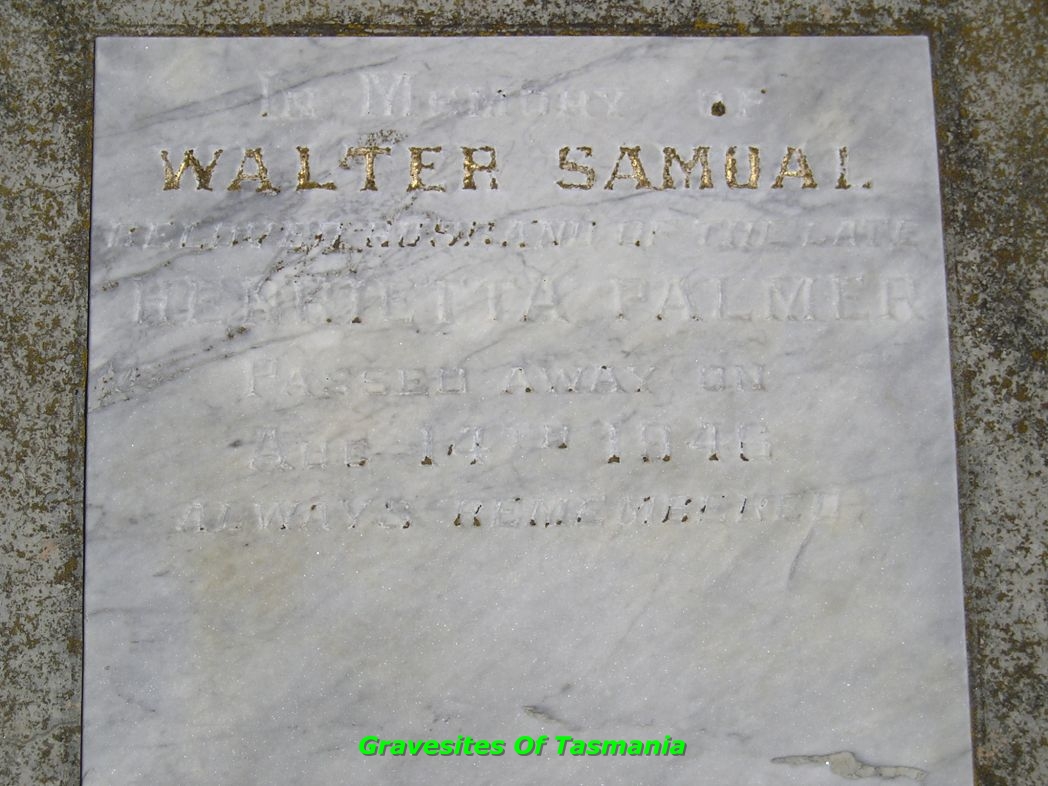 In Memory of
WALTER SAMUAL
BELOVED HUSBAND OF THE LATE
HENRIETTA PALMER
PASSED AWAY ON
AUG 14TH 1946
ALWAYS REMEMBERED.
Gravesites Of Tasmania